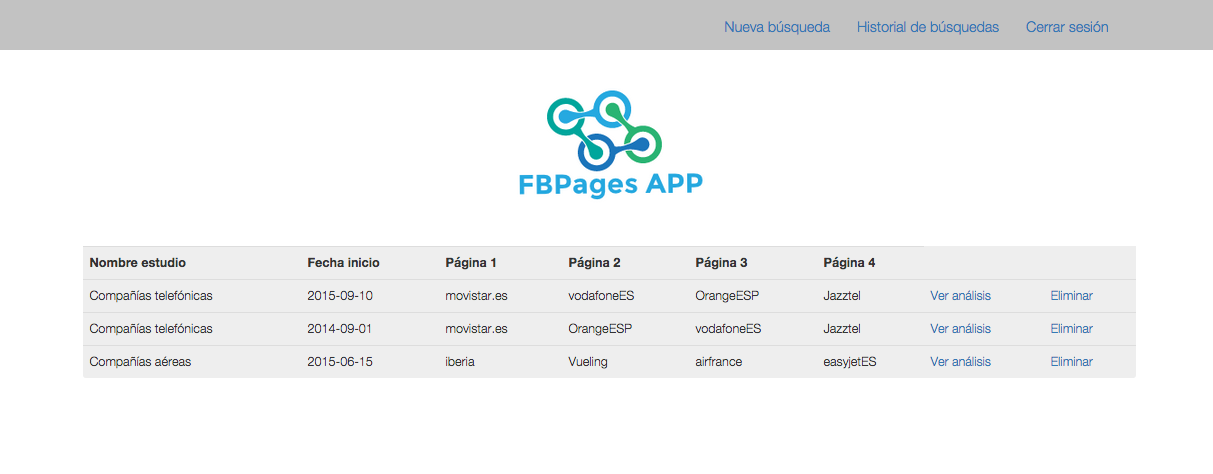 Nueva búsqueda Historial de búsquedas Cerrar sesión
FBPages APP
Nombre estudio Fecha inicio Página 1 Página 2 Página 3 Página 4
Compañías telefónicas 2015-09-10 movistar.es vodafoneES OrangeESP Jazztel Ver análisis Eliminar
Compañías telefónicas 2014-09-01 movistar.es OrangeESP vodafoneES Jazztel Ver análisis Eliminar
Compañías aéreas 2015-06-15 iberia Vueling airfrance easyjetES Ver análisis Eliminar